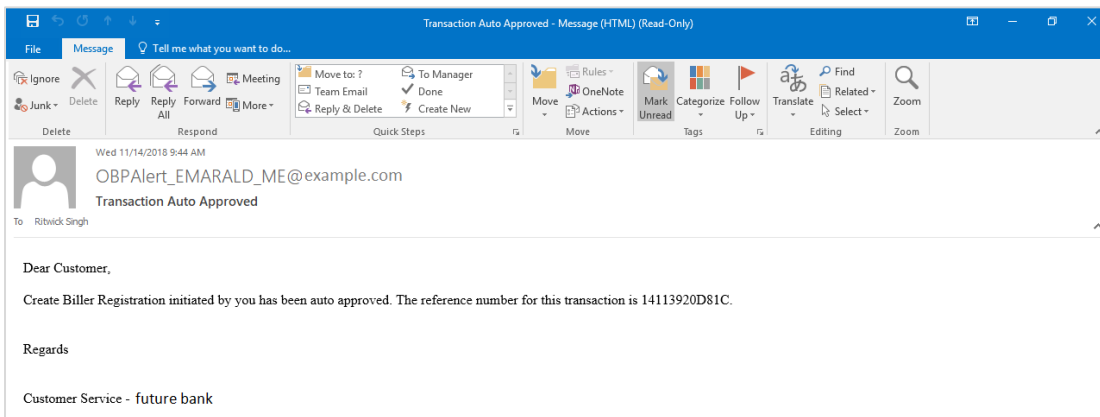 Transaction Auto Approved - Message (HTML) (Read-Only)
File Message Tell me what you want to do...
Ignore
Junk
Delete
Reply
Reply All
Forward
Meeting
More
Move to: ?
Team Email
Reply & Delete
To Manager
Done
Create New
Move
Rules
OneNote
Actions
Mark Unread
Categorize
Follow Up
Translate
Find
Related
Select
Zoom
Delete Respond Quick Steps Move Tags Editing Zoom
Wed 11/14/2018 9:44 AM
OBPAlert_EMARALD_ME@example.com
Transaction Auto Approved
To Ritwick Singh
Dear Customer,
Create Biller Registration initiated by you has been auto approved. The reference number for this transaction is 14113920D81C.
Regards
Customer Service - future bank